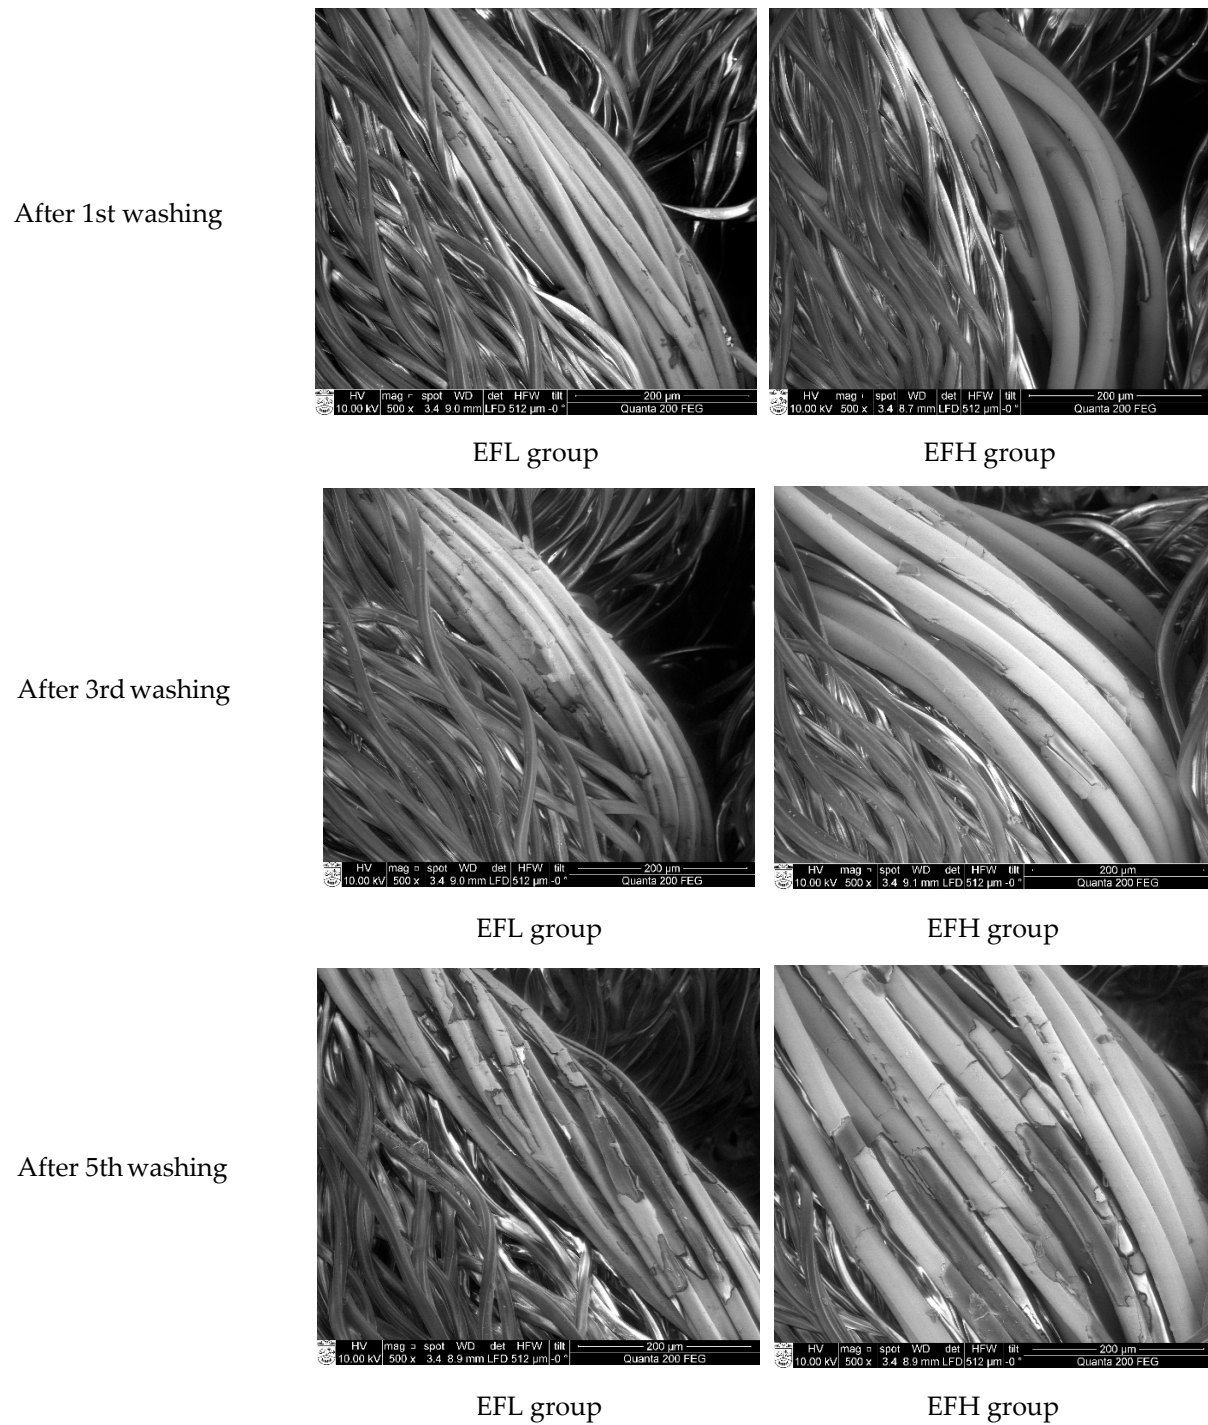 After 1st washing
HV mag spot WD det HFW tilt 200 µm
10.00 kV 500 x 3.4 9.0 mm LFD 512 µm -0 ° Quanta 200 FEG
HV mag spot WD det HFW tilt 200 µm
10.00 kV 500 x 3.4 8.7 mm LFD 512 µm -0 ° Quanta 200 FEG
EFL group
EFH group
After 3rd washing
HV mag spot WD det HFW tilt 200 µm
10.00 kV 500 x 3.4 9.0 mm LFD 512 µm -0 ° Quanta 200 FEG
HV mag spot WD det HFW tilt 200 µm
10.00 kV 500 x 3.4 9.1 mm LFD 512 µm -0 ° Quanta 200 FEG
EFL group
EFH group
After 5th washing
HV mag spot WD det HFW tilt 200 µm
10.00 kV 500 x 3.4 8.9 mm LFD 512 µm -0 ° Quanta 200 FEG
HV mag spot WD det HFW tilt 200 µm
10.00 kV 500 x 3.4 8.9 mm LFD 512 µm -0 ° Quanta 200 FEG
EFL group
EFH group